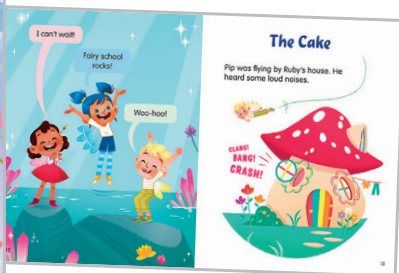 I can't wait!
Fairy school
rocks!
Woo-hoo!
The Cake
Pip was flying by Ruby's house. He
heard some loud noises.
CLANG!
BANG!
CRASH!